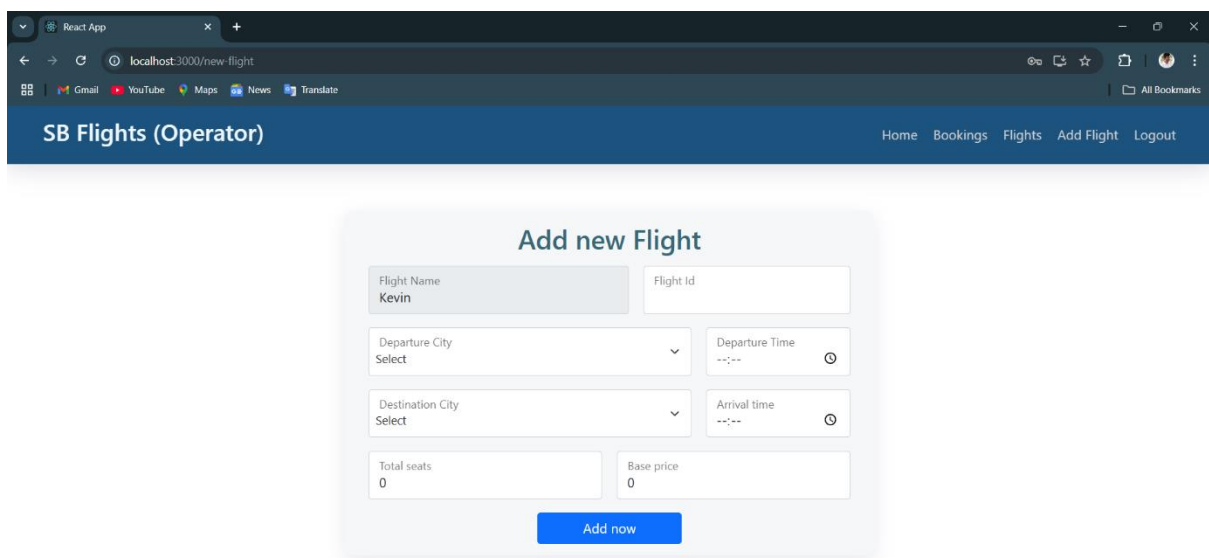 React App
localhost:3000/new-flight
Gmail YouTube Maps News Translate All Bookmarks
SB Flights (Operator) Home Bookings Flights Add Flight Logout
Add new Flight
Flight Name Flight Id
Kevin
Departure City Departure Time
Select --:--
Destination City Arrival time
Select --:--
Total seats Base price
0 0
Add now